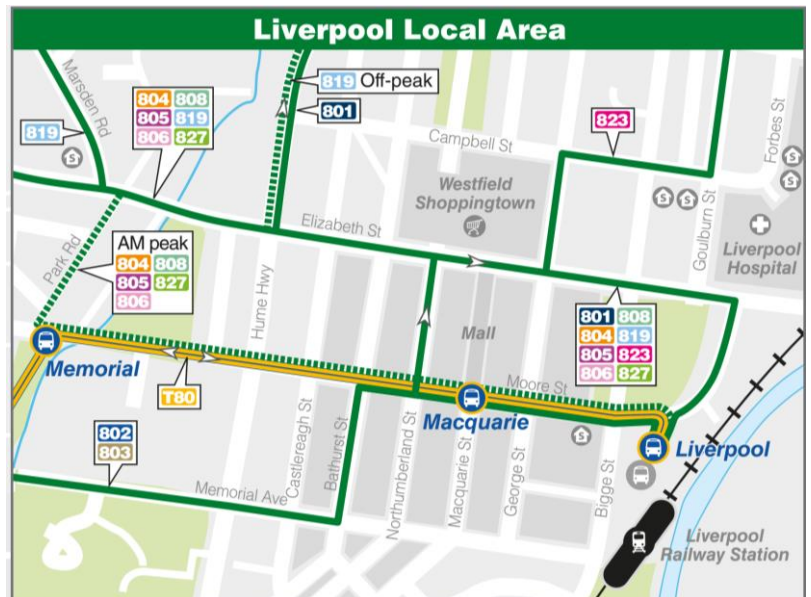 Liverpool Local Area
Marsden Rd
819
804 808
805 819
806 827
819 Off-peak
801
Campbell St
823
Forbes St
Westfield
Shoppingtown
Goulburn St
Liverpool
Hospital
Elizabeth St
Park Rd
AM peak
804 808
805 827
806
Hume Hwy
Mall
801 808
804 819
805 823
806 827
Memorial
T80
Moore St
Macquarie
Liverpool
802
803
Castlereagh St
Bathurst St
Northumberland St
Macquarie St
George St
Bigge St
Memorial Ave
Liverpool
Railway Station